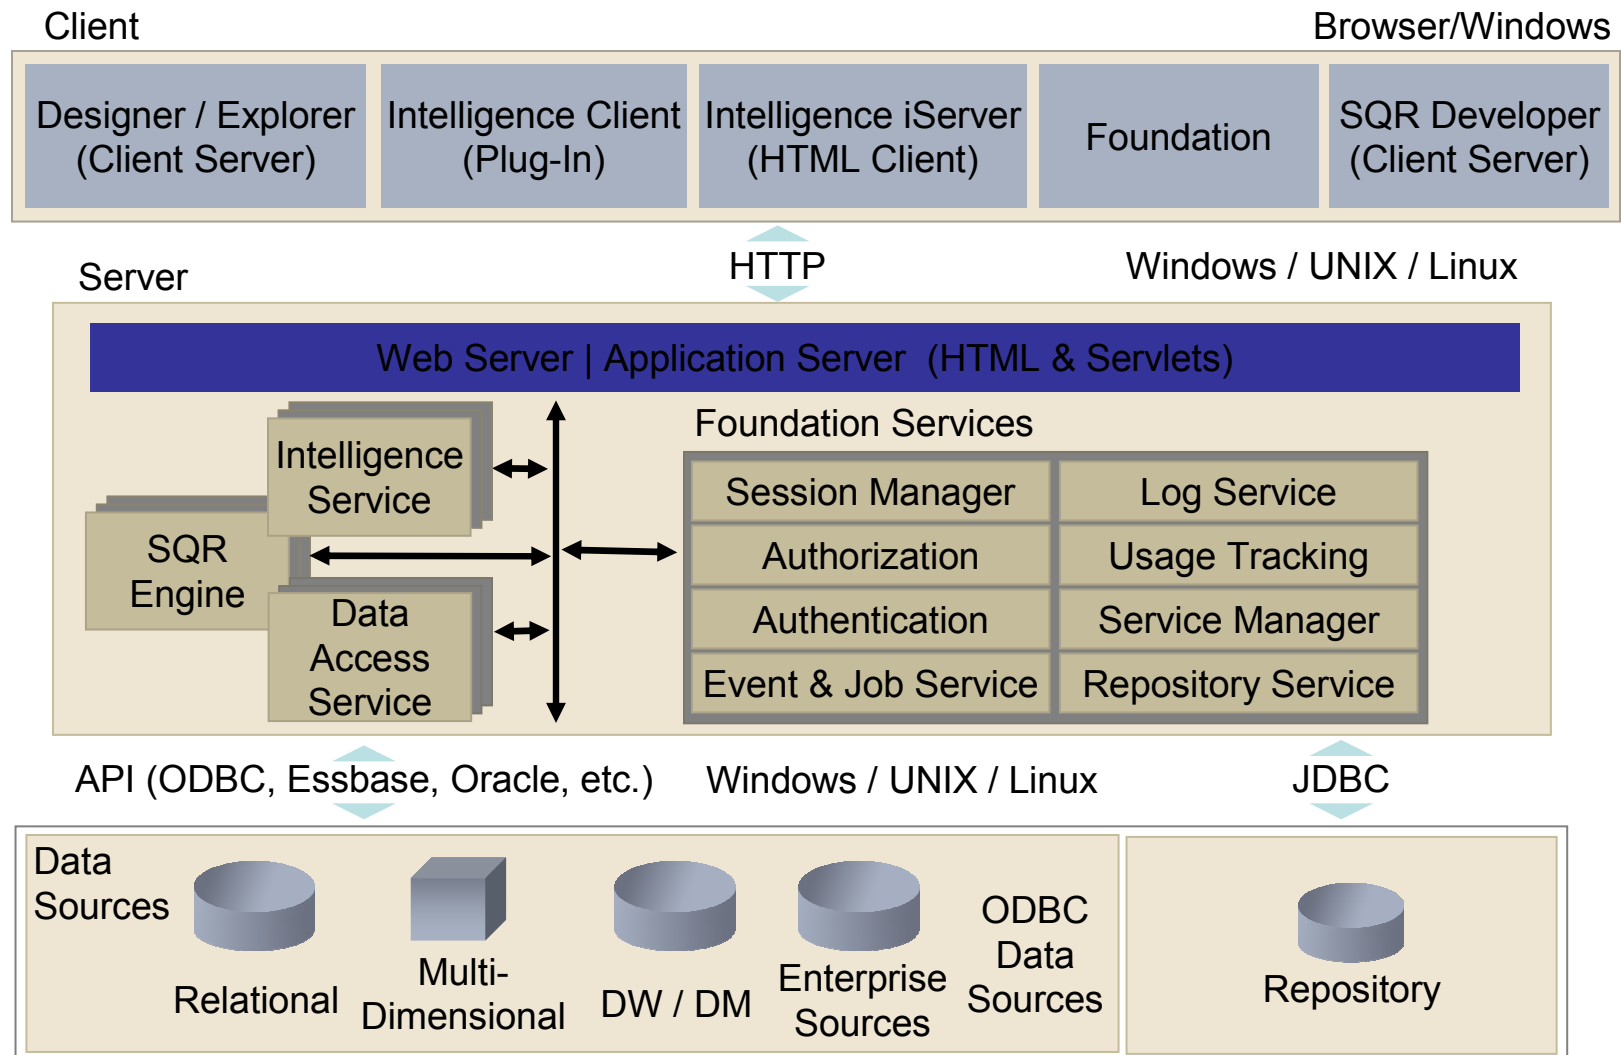 Client
Browser/Windows
Designer / Explorer
(Client Server)
Intelligence Client
(Plug-In)
Intelligence iServer
(HTML Client)
Foundation
SQR Developer
(Client Server)
HTTP
Windows / UNIX / Linux
Server
Web Server | Application Server (HTML & Servlets)
Intelligence
Service
SQR
Engine
Data
Access
Service
Foundation Services
Session Manager
Log Service
Authorization
Usage Tracking
Authentication
Service Manager
Event & Job Service
Repository Service
API (ODBC, Essbase, Oracle, etc.)
Windows / UNIX / Linux
JDBC
Data
Sources
Relational
Multi-
Dimensional
DW / DM
Enterprise
Sources
ODBC
Data
Sources
Repository